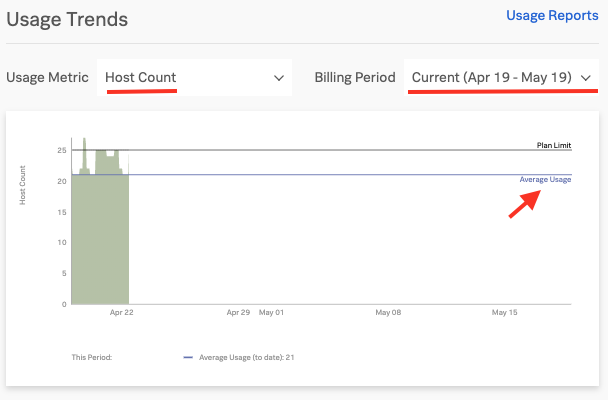 Usage Trends
Usage Reports
Usage Metric Host Count
Billing Period Current (Apr 19 - May 19)
Host Count
25
20
15
10
5
0
Plan Limit
Average Usage
Apr 22 Apr 29 May 01 May 08 May 15
This Period: Average Usage (to date): 21